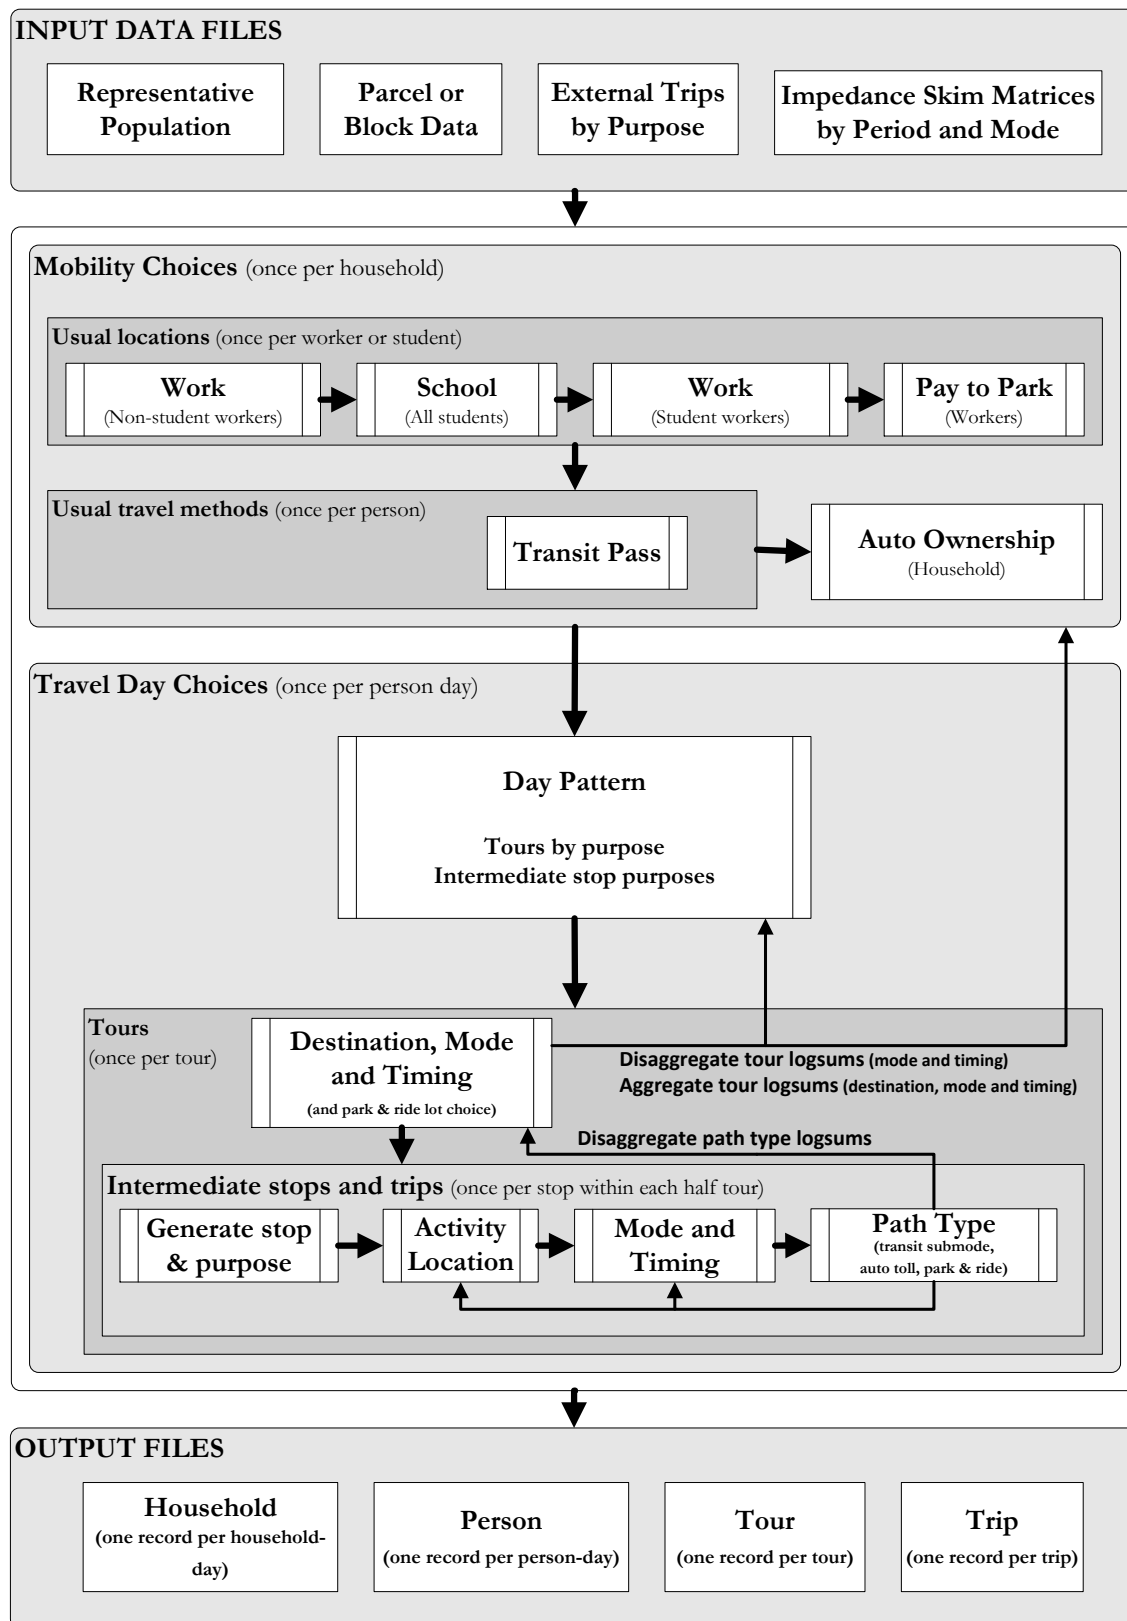 INPUT DATA FILES
Representative
Population
Parcel or
Block Data
External Trips
by Purpose
Impedance Skim Matrices
by Period and Mode
Mobility Choices (once per household)
Usual locations (once per worker or student)
Work
(Non-student workers)
School
(All students)
Work
(Student workers)
Pay to Park
(Workers)
Usual travel methods (once per person)
Transit Pass
Auto Ownership
(Household)
Travel Day Choices (once per person day)
Day Pattern
Tours by purpose
Intermediate stop purposes
Tours
(once per tour)
Destination, Mode
and Timing
(and park & ride lot choice)
Disaggregate tour logsums (mode and timing)
Aggregate tour logsums (destination, mode and timing)
Disaggregate path type logsums
Intermediate stops and trips (once per stop within each half tour)
Generate stop
& purpose
Activity
Location
Mode and
Timing
Path Type
(transit submode,
auto toll, park & ride)
OUTPUT FILES
Household
(one record per household-
day)
Person
(one record per person-day)
Tour
(one record per tour)
Trip
(one record per trip)